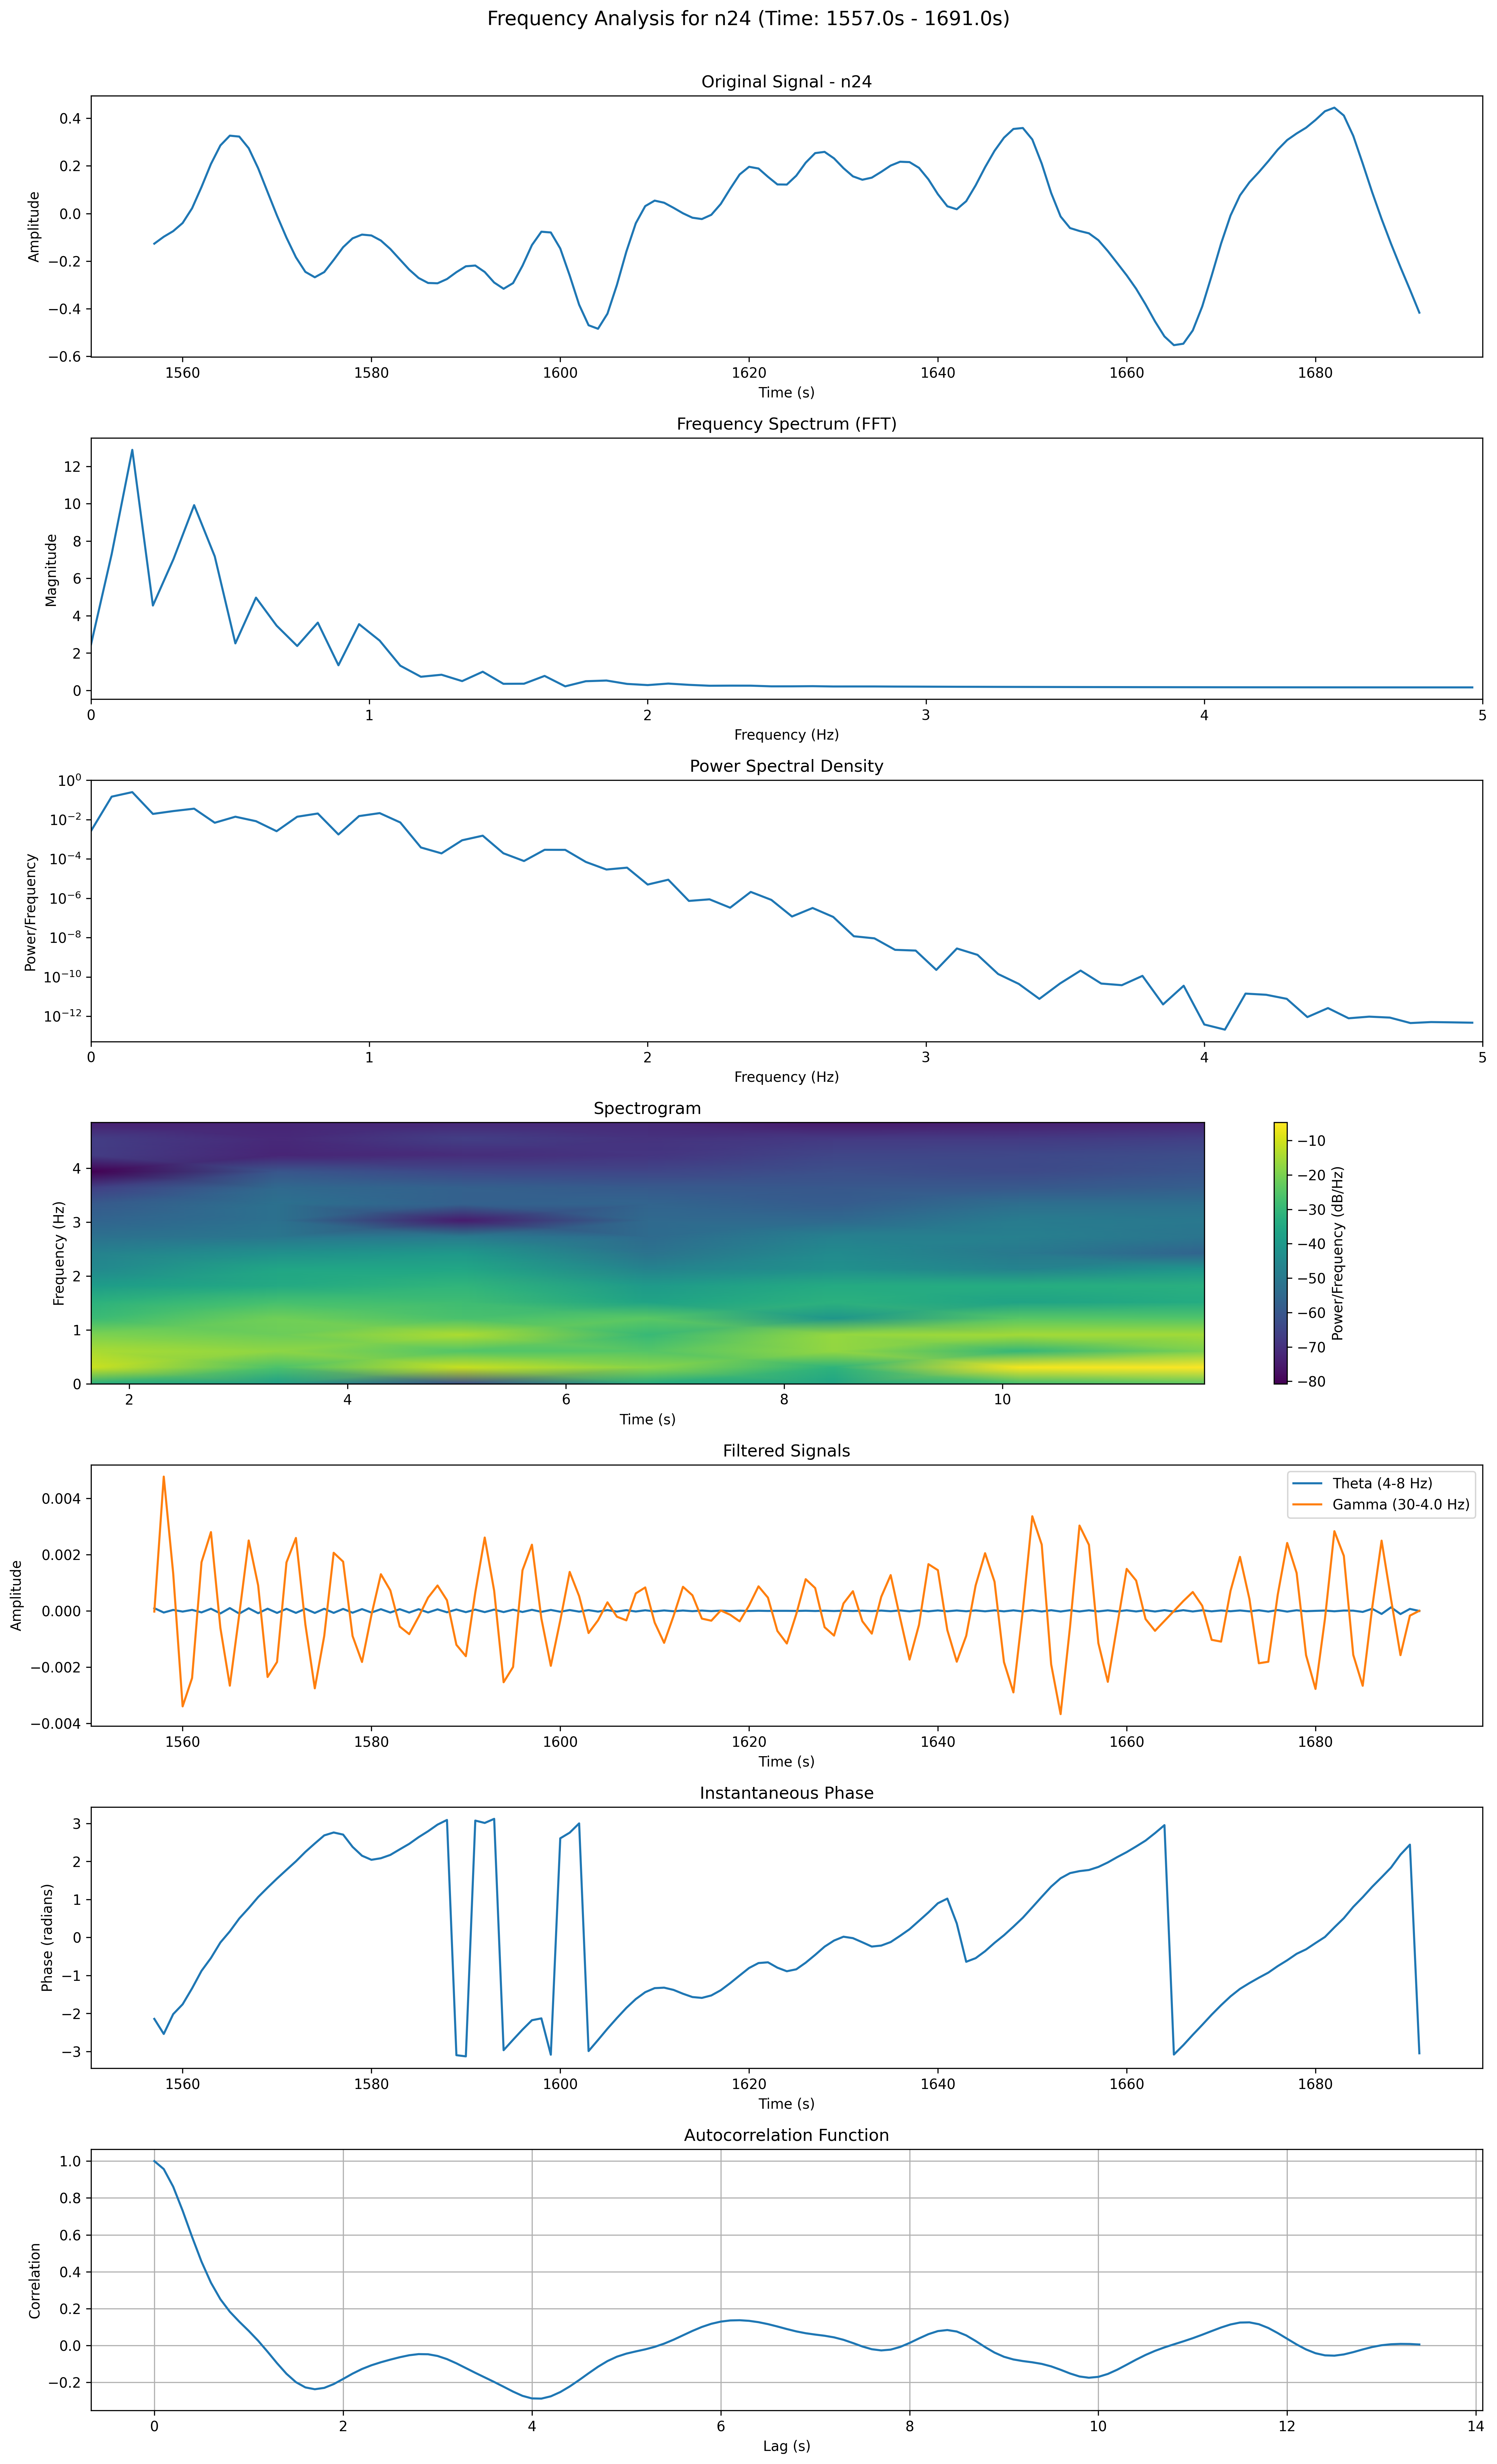 Frequency Analysis for n24 (Time: 1557.0s - 1691.0s)
Original Signal - n24
Amplitude
0.4
0.2
0.0
−0.2
−0.4
−0.6
1560 1580 1600 1620 1640 1660 1680
Time (s)
Frequency Spectrum (FFT)
Magnitude
12
10
8
6
4
2
0
0 1 2 3 4 5
Frequency (Hz)
Power Spectral Density
Power/Frequency
10⁰
10⁻²
10⁻⁴
10⁻⁶
10⁻⁸
10⁻¹⁰
10⁻¹²
0 1 2 3 4 5
Frequency (Hz)
Spectrogram
Frequency (Hz)
4
3
2
1
0
2 4 6 8 10
Time (s)
−10
−20
−30
−40
−50
−60
−70
−80
Power/Frequency (dB/Hz)
Filtered Signals
Amplitude
0.004
0.002
0.000
−0.002
−0.004
Theta (4-8 Hz)
Gamma (30-4.0 Hz)
1560 1580 1600 1620 1640 1660 1680
Time (s)
Instantaneous Phase
Phase (radians)
3
2
1
0
−1
−2
−3
1560 1580 1600 1620 1640 1660 1680
Time (s)
Autocorrelation Function
Correlation
1.0
0.8
0.6
0.4
0.2
0.0
−0.2
0 2 4 6 8 10 12 14
Lag (s)